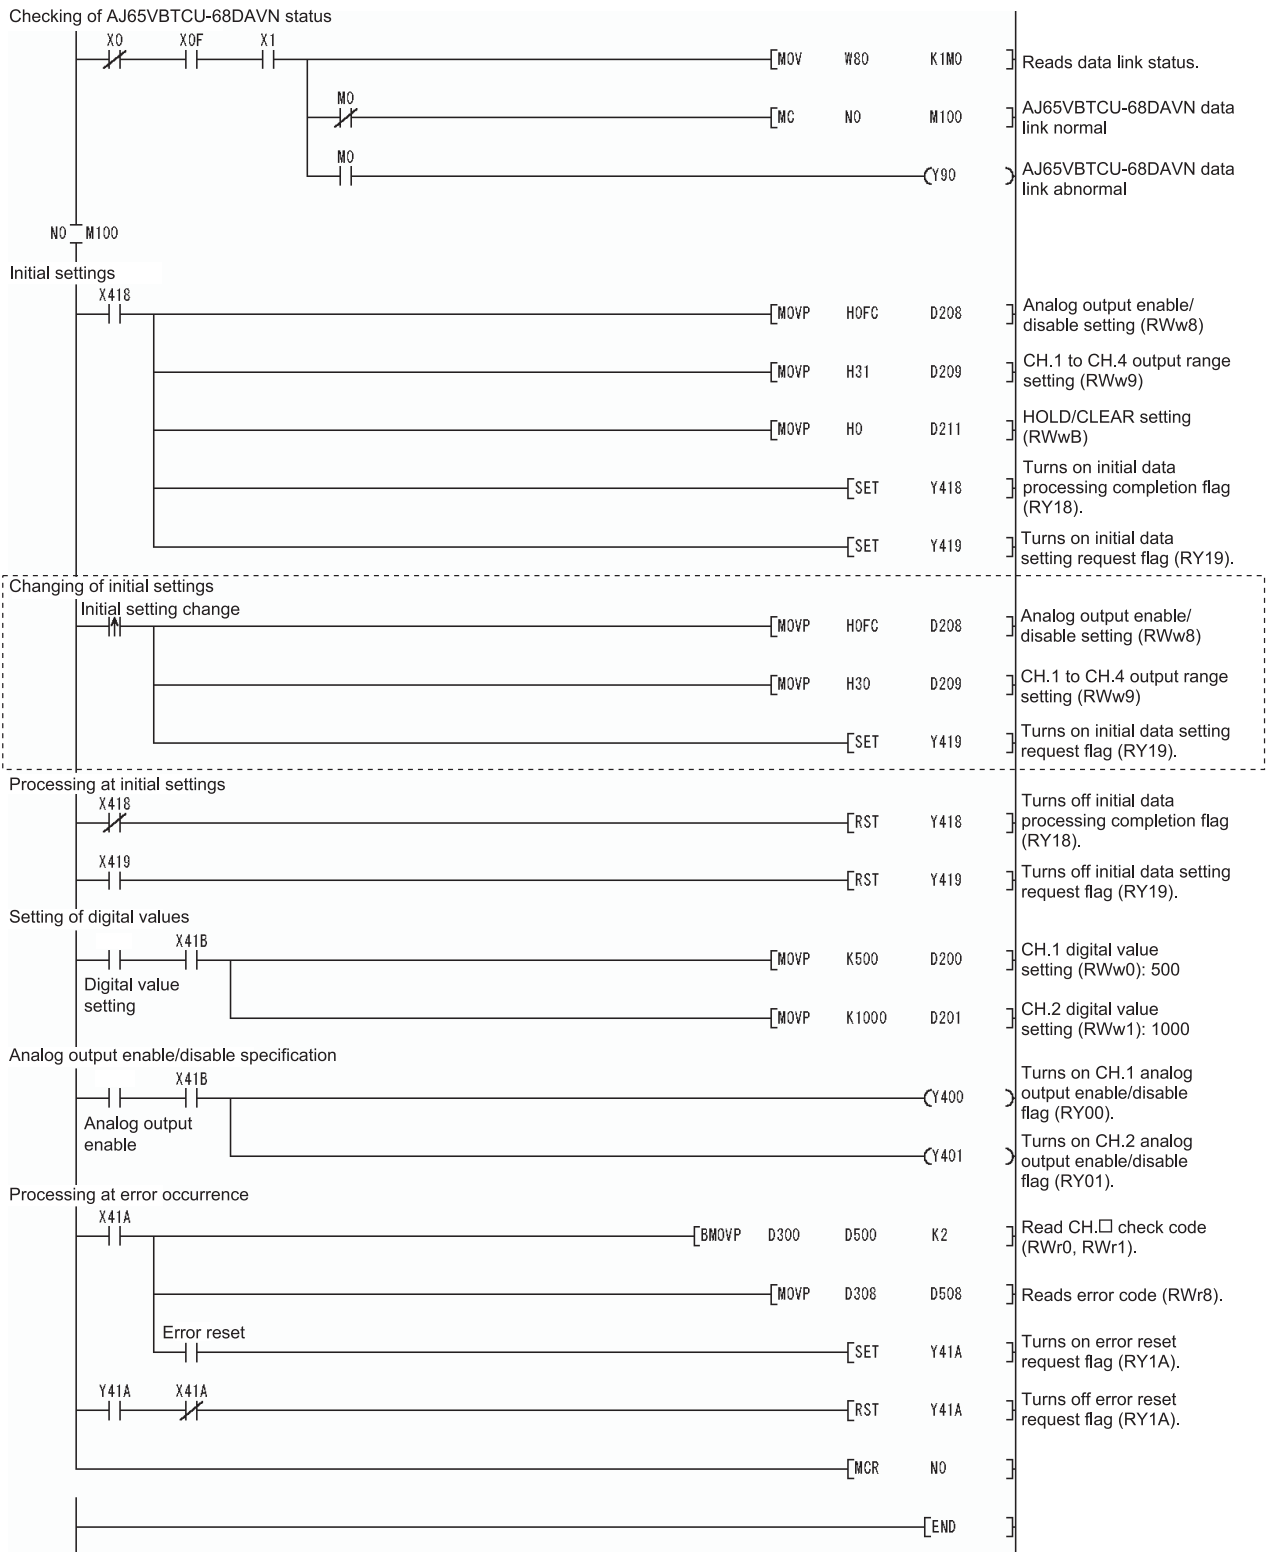 Checking of AJ65VBTCU-68DAVN status
X0 X0F X1
MOV W80 K1M0 Reads data link status.
M0
MC N0 M100 AJ65VBTCU-68DAVN data
link normal
M0
Y90 AJ65VBTCU-68DAVN data
link abnormal
N0 M100
Initial settings
X418
MOVP H0FC D208 Analog output enable/
disable setting (RWw8)
MOVP H31 D209 CH.1 to CH.4 output range
setting (RWw9)
MOVP H0 D211 HOLD/CLEAR setting
(RWwB)
Turns on initial data
SET Y418 processing completion flag
(RY18).
SET Y419 Turns on initial data
setting request flag (RY19).
Changing of initial settings
Initial setting change
MOVP H0FC D208 Analog output enable/
disable setting (RWw8)
MOVP H30 D209 CH.1 to CH.4 output range
setting (RWw9)
SET Y419 Turns on initial data setting
request flag (RY19).
Processing at initial settings
X418
Turns off initial data
RST Y418 processing completion flag
(RY18).
X419
RST Y419 Turns off initial data setting
request flag (RY19).
Setting of digital values
X41B
MOVP K500 D200 CH.1 digital value
setting (RWw0): 500
Digital value
setting
MOVP K1000 D201 CH.2 digital value
setting (RWw1): 1000
Analog output enable/disable specification
X41B
Turns on CH.1 analog
Y400 output enable/disable
flag (RY00).
Analog output
enable
Turns on CH.2 analog
Y401 output enable/disable
flag (RY01).
Processing at error occurrence
X41A
BMOVP D300 D500 K2 Read CH.□ check code
(RWr0, RWr1).
MOVP D308 D508 Reads error code (RWr8).
Error reset
SET Y41A Turns on error reset
request flag (RY1A).
Y41A X41A
RST Y41A Turns off error reset
request flag (RY1A).
MCR N0
END